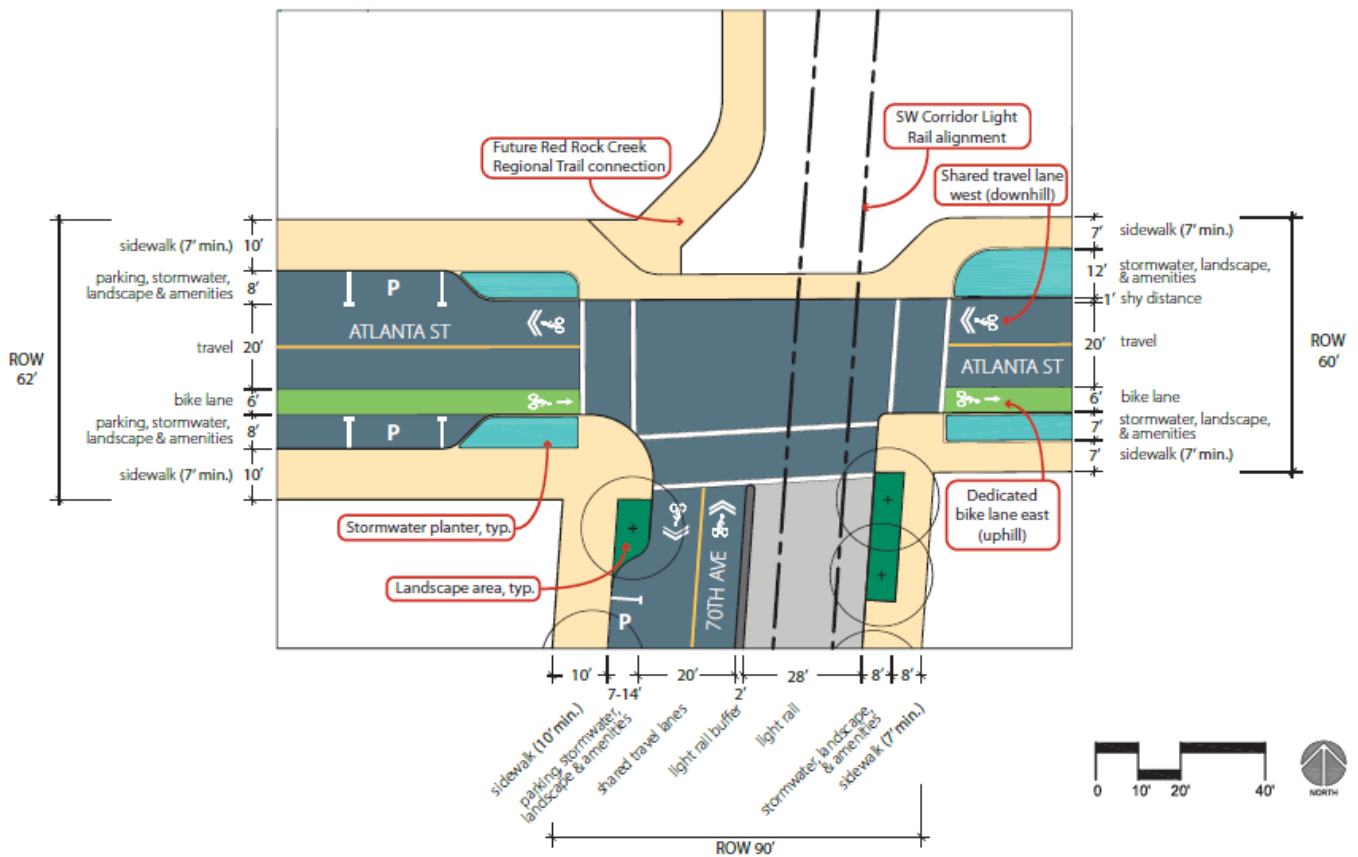 Future Red Rock Creek
Regional Trail connection
SW Corridor Light
Rail alignment
Shared travel lane
west (downhill)
ROW
62'
sidewalk (7' min.) 10'
parking, stormwater,
landscape & amenities 8'
travel 20'
bike lane 6'
parking, stormwater,
landscape & amenities 8'
sidewalk (7' min.) 10'
P
ATLANTA ST
P
ATLANTA ST
7' sidewalk (7' min.)
12' stormwater, landscape,
& amenities
1' shy distance
20' travel
6' bike lane
7' stormwater, landscape,
& amenities
7' sidewalk (7' min.)
ROW
60'
Stormwater planter, typ.
Landscape area, typ.
Dedicated
bike lane east
(uphill)
70TH AVE
P
10'
7-14'
20'
2'
28'
8'
8'
sidewalk (10' min.)
parking, stormwater,
landscape & amenities
shared travel lanes
light rail buffer
light rail
stormwater, landscape,
& amenities
sidewalk (7' min.)
ROW 90'
0 10' 20' 40'
NORTH